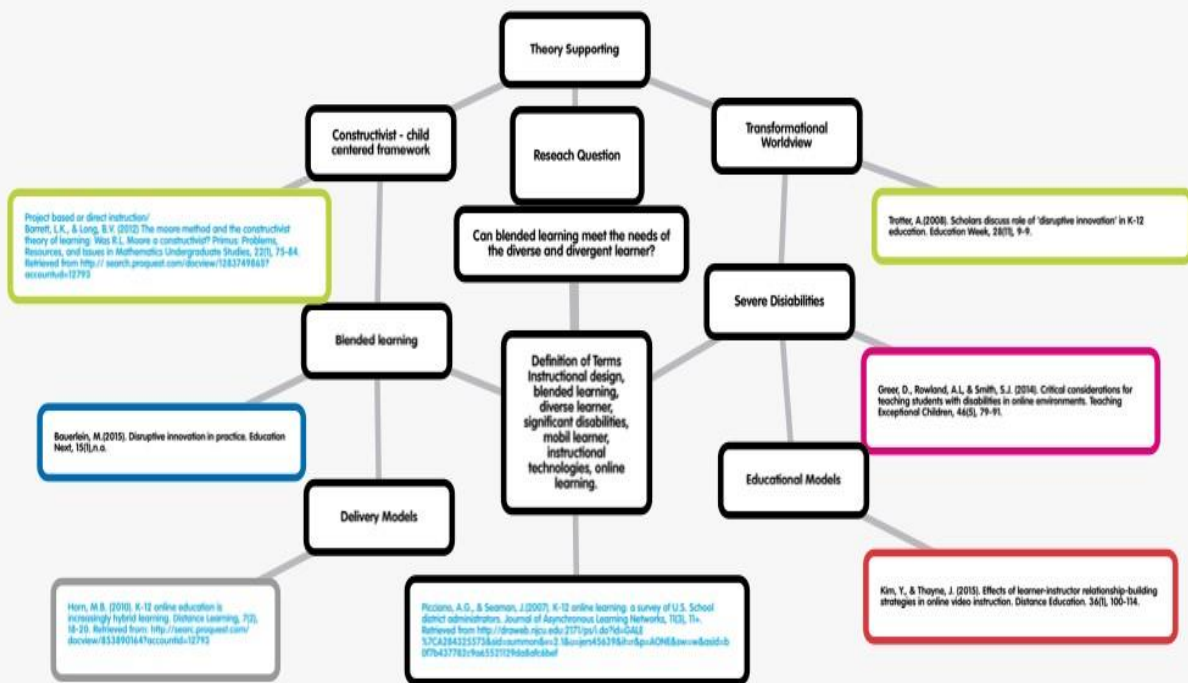 Theory Supporting
Constructivist - child
centered framework
Reseach Question
Transformational
Worldview
Project based or direct instruction/
Barrett, L.K., & Long, B.V. (2012) The moore method and the constructivist
theory of learning: Was R.L. Moore a constructivist? Primus: Problems,
Resources, and Issues in Mathematics Undergraduate Studies, 22(1), 75-84.
Retrieved from http:// search.proquest.com/docview/1283749865?
accountud=12793
Can blended learning meet the needs of
the diverse and divergent learner?
Trotter, A.(2008). Scholars discuss role of 'disruptive innovation' in K-12
education. Education Week, 28(11), 9-9.
Blended learning
Severe Disiabilities
Definition of Terms
Instructional design,
blended learning,
diverse learner,
significant disabilities,
mobil learner,
instructional
technologies, online
learning.
Bauerlein, M.(2015). Disruptive innovation in practice. Education
Next, 15(1),n.a.
Greer, D., Rowland, A.L, & Smith, S.J. (2014). Critical considerations for
teaching students with disabilities in online environments. Teaching
Exceptional Children, 46(5), 79-91.
Delivery Models
Educational Models
Horn, M.B. (2010). K-12 online education is
increasingly hybrid learning. Distance Learning, 7(2),
18-20. Retrieved from: http://searc.proquest.com/
docview/853890164?accountid=12793
Picciano, A.G., & Seaman, J.(2007). K-12 online learning: a survey of U.S. School
district administrators. Journal of Asynchronous Learning Networks, 11(3), 11+.
Retrieved from
Kim, Y., & Thayne, J. (2015). Effects of learner-instructor relationship-building
strategies in online video instruction. Distance Education. 36(1), 100-114.